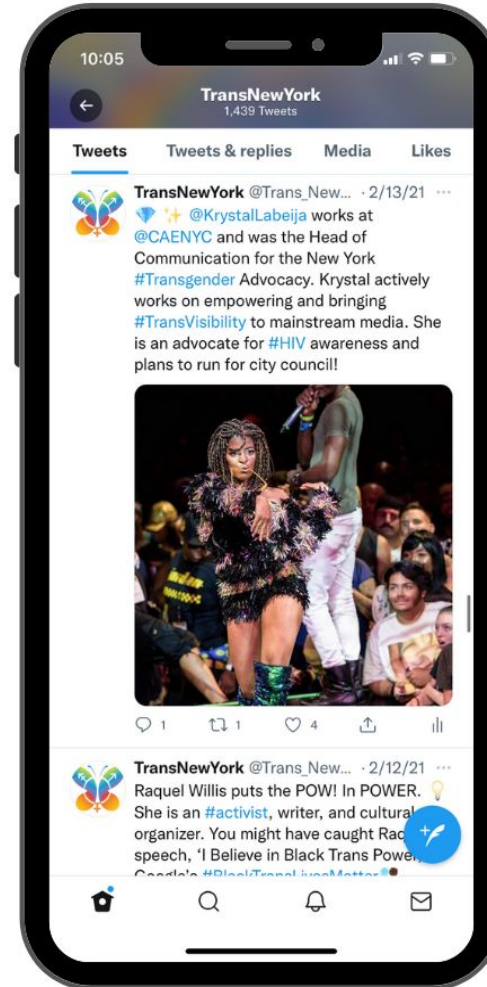 10:05
TransNewYork
1,439 Tweets
Tweets Tweets & replies Media Likes
TransNewYork @Trans_New... · 2/13/21 ...
💎 ✨ @KrystalLabeija works at
@CAENYC and was the Head of
Communication for the New York
#Transgender Advocacy. Krystal actively
works on empowering and bringing
#TransVisibility to mainstream media. She
is an advocate for #HIV awareness and
plans to run for city council!
1 1 4
TransNewYork @Trans_New... · 2/12/21 ...
Raquel Willis puts the POW! In POWER. 💡
She is an #activist, writer, and cultural
organizer. You might have caught
speech, ‘I Believe in Black Trans Power,
Google's #BlackTransLivesMatter